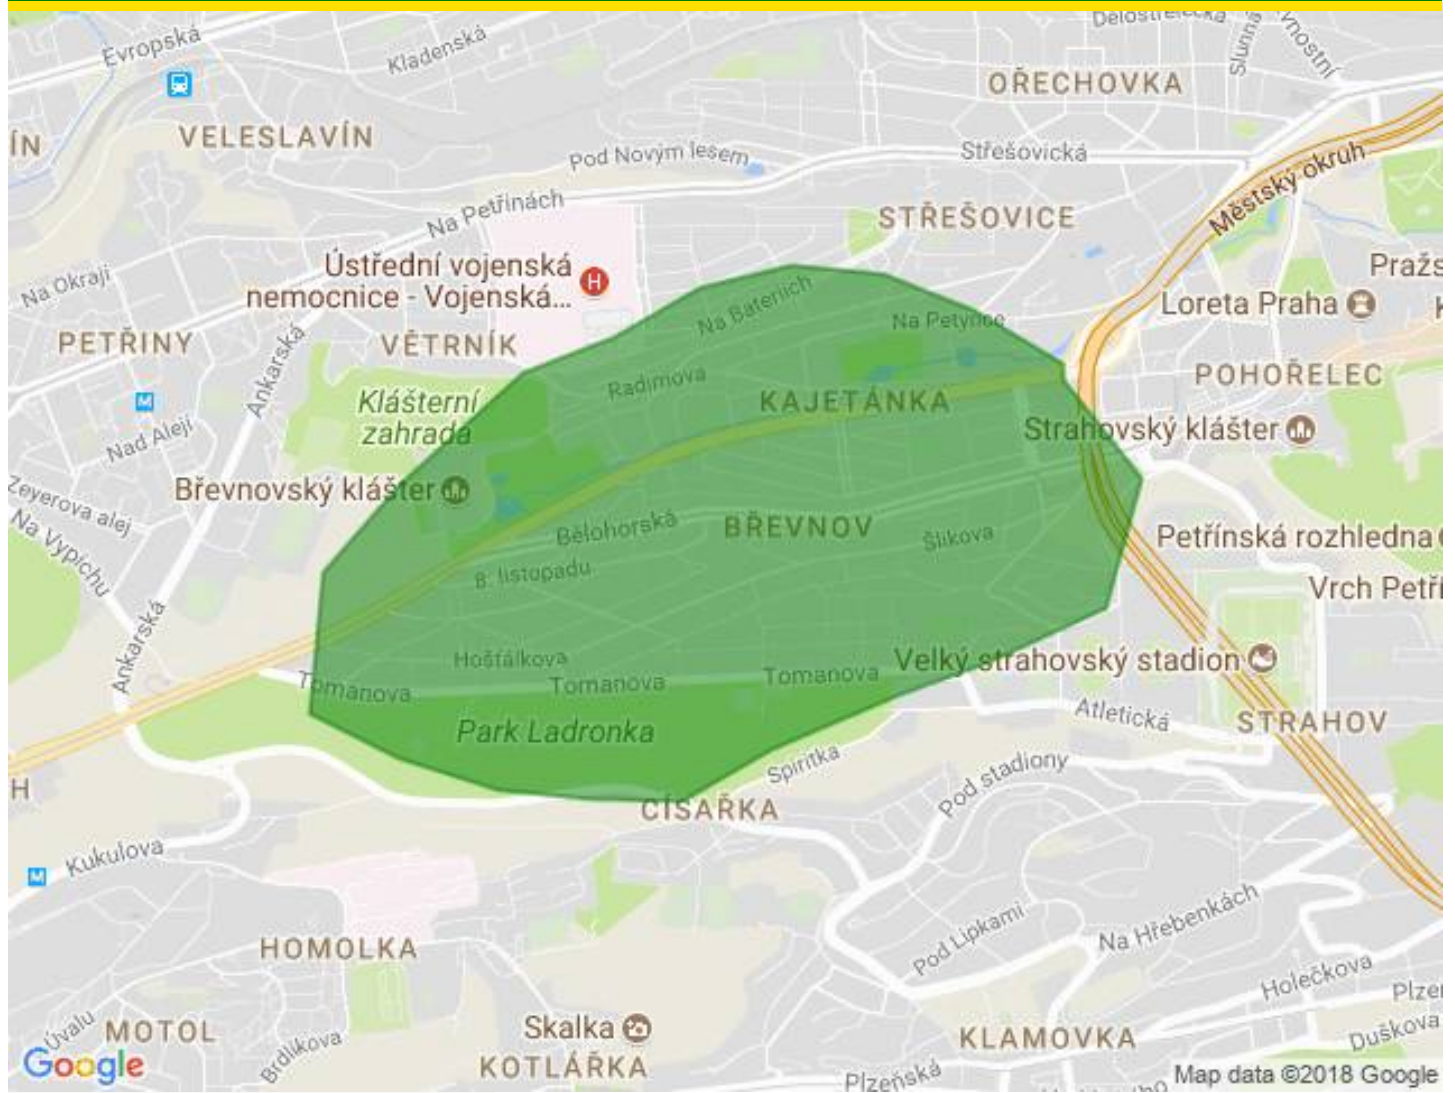 Dělostřelecká
Slunná
Evropská
Kladenská
OŘECHOVKA
ÍN
VELESLAVÍN
Pod Novým lesem
Střešovická
Městský okruh
Na Petřinách
STŘEŠOVICE
Ústřední vojenská
nemocnice - Vojenská...
H
Na Okraji
Na Bateriích
Na Petynce
Loreta Praha
PETŘINY
VĚTRNÍK
Ankarská
Radimova
POHOŘELEC
Klášterní
zahrada
KAJETÁNKA
M
Nad Alejí
Strahovský klášter
Břevnovský klášter
Zeyerova alej
Na Vypichu
Bělohorská
BŘEVNOV
Šlikova
Petřínská rozhledna
8. listopadu
Vrch Petří
Ankarská
Hošťálkova
Velký strahovský stadion
Tomanova
Tomanova
Tomanova
Park Ladronka
Atletická
STRAHOV
Spiritka
Pod stadiony
H
CÍSAŘKA
Kukulova
M
Pod Lipkami
Na Hřebenkách
HOMOLKA
Holečkova
Plzeň
Úvalu
MOTOL
Brdlíkova
Skalka
KOTLÁŘKA
KLAMOVKA
Duškova
Google
Plzeňská
Map data ©2018 Google